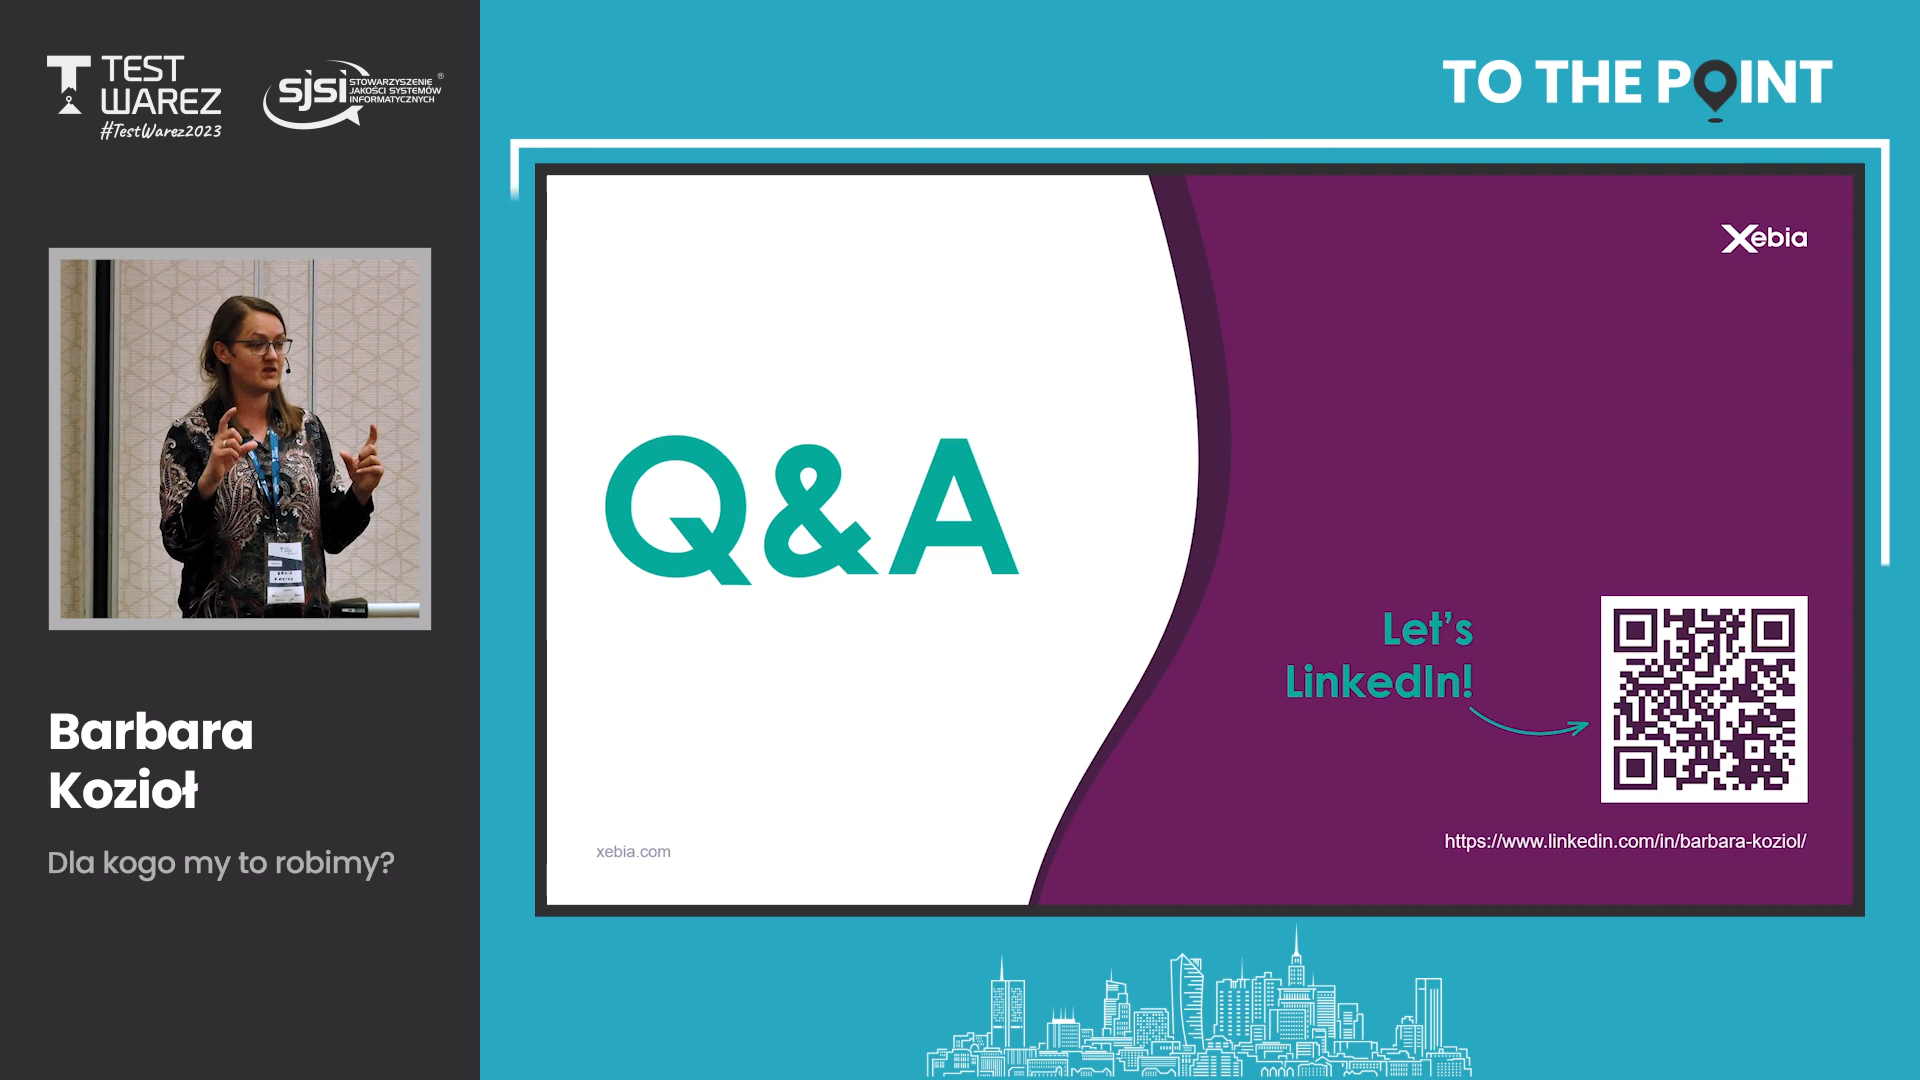 TEST
WAREZ
#TestWarez2023
sjsi
STOWARZYSZENIE
JAKOŚCI SYSTEMÓW
INFORMATYCZNYCH
®
TO THE POINT
Xebia
Q&A
Let's
LinkedIn!
https://www.linkedin.com/in/barbara-koziol/
xebia.com
Barbara
Kozioł
Dla kogo my to robimy?